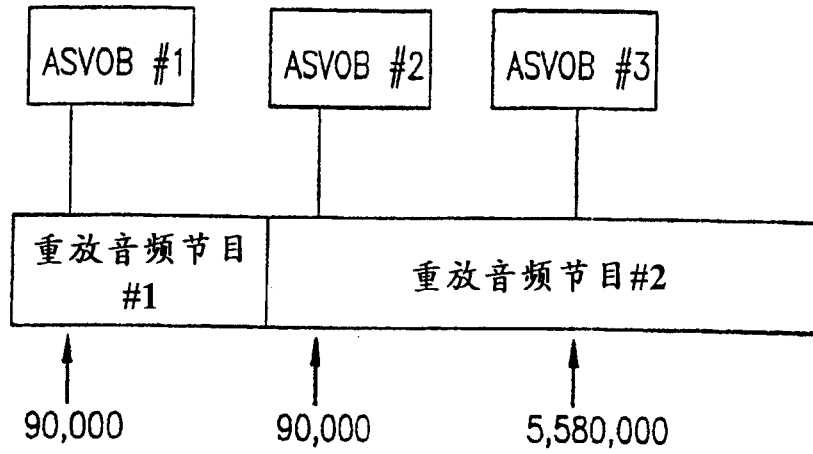 ASVOB #1
ASVOB #2
ASVOB #3
重放音频节目
#1
重放音频节目#2
90,000
90,000
5,580,000